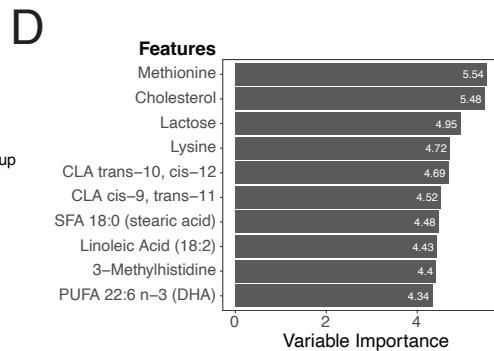 D
Features
Methionine 5.54
Cholesterol 5.48
Lactose 4.95
Lysine 4.72
up
CLA trans−10, cis−12 4.69
CLA cis−9, trans−11 4.52
SFA 18:0 (stearic acid) 4.48
Linoleic Acid (18:2) 4.43
3−Methylhistidine 4.4
PUFA 22:6 n−3 (DHA) 4.34
0 2 4
Variable Importance